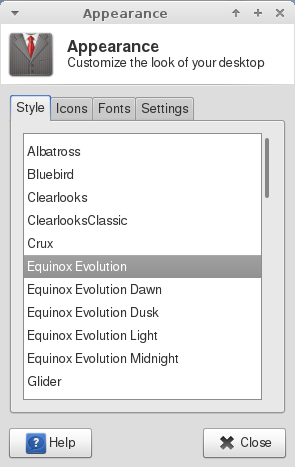 Appearance
Appearance
Customize the look of your desktop
Style Icons Fonts Settings
Albatross
Bluebird
Clearlooks
ClearlooksClassic
Crux
Equinox Evolution
Equinox Evolution Dawn
Equinox Evolution Dusk
Equinox Evolution Light
Equinox Evolution Midnight
Glider
? Help Close